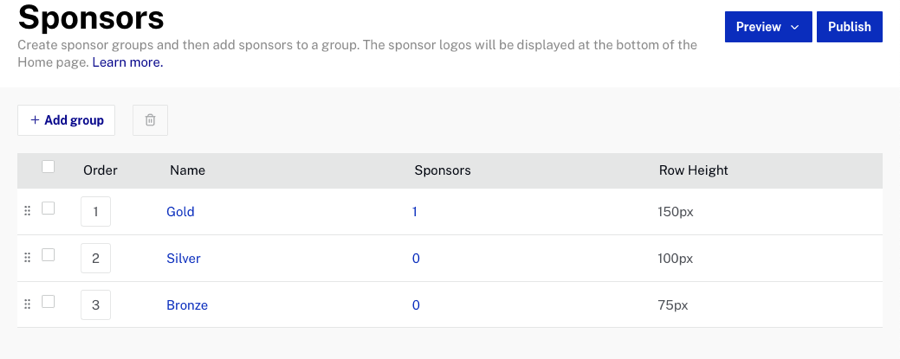 Sponsors
Create sponsor groups and then add sponsors to a group. The sponsor logos will be displayed at the bottom of the
Home page. Learn more.
Preview
Publish
+ Add group
Order Name Sponsors Row Height
1 Gold 1 150px
2 Silver 0 100px
3 Bronze 0 75px